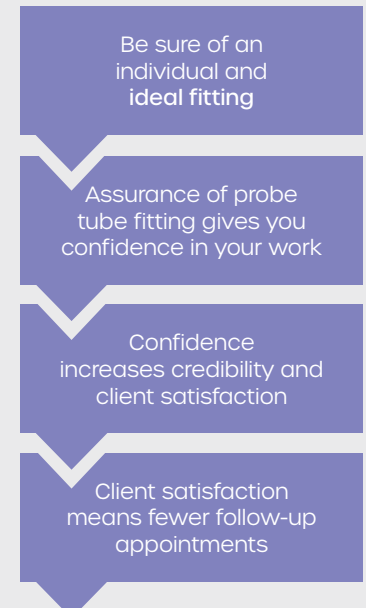 Be sure of an
individual and
ideal fitting
Assurance of probe
tube fitting gives you
confidence in your work
Confidence
increases credibility and
client satisfaction
Client satisfaction
means fewer follow-up
appointments